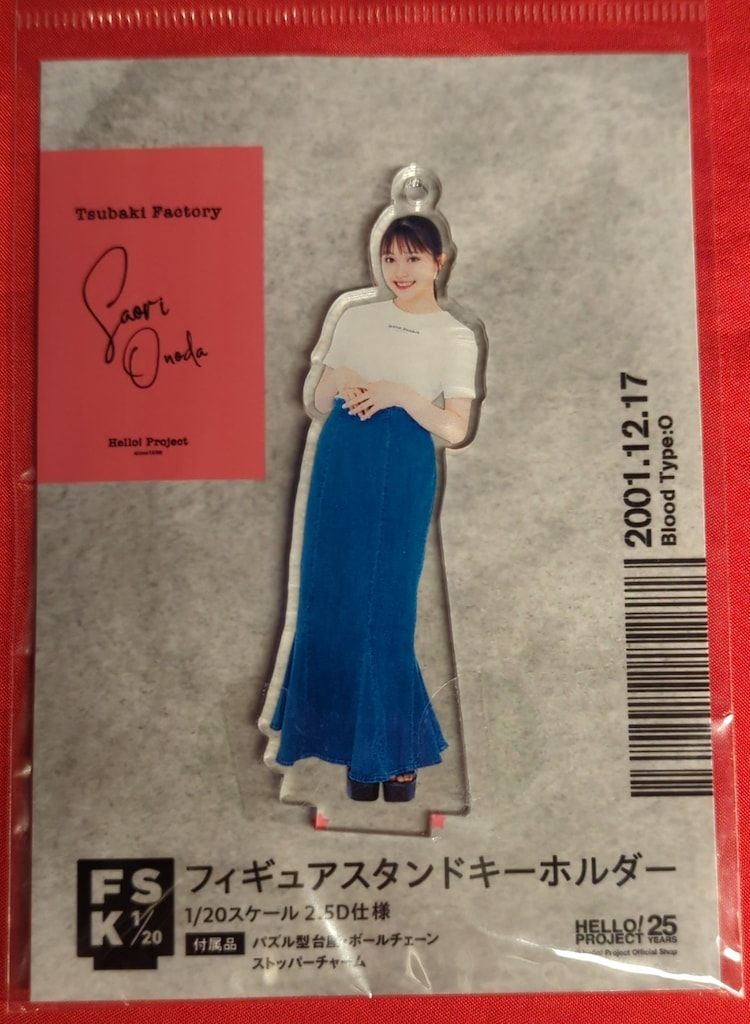 Tsubaki Factory
Saori
Onoda
Hello! Project
since1998
2001.12.17
Blood Type:O
FS
K 1/20
フィギュアスタンドキーホルダー
1/20スケール 2.5D仕様
付属品 パズル型台座・ボールチェーン
ストッパーチャーム
HELLO! 25
PROJECT YEARS
Hello! Project Official Shop